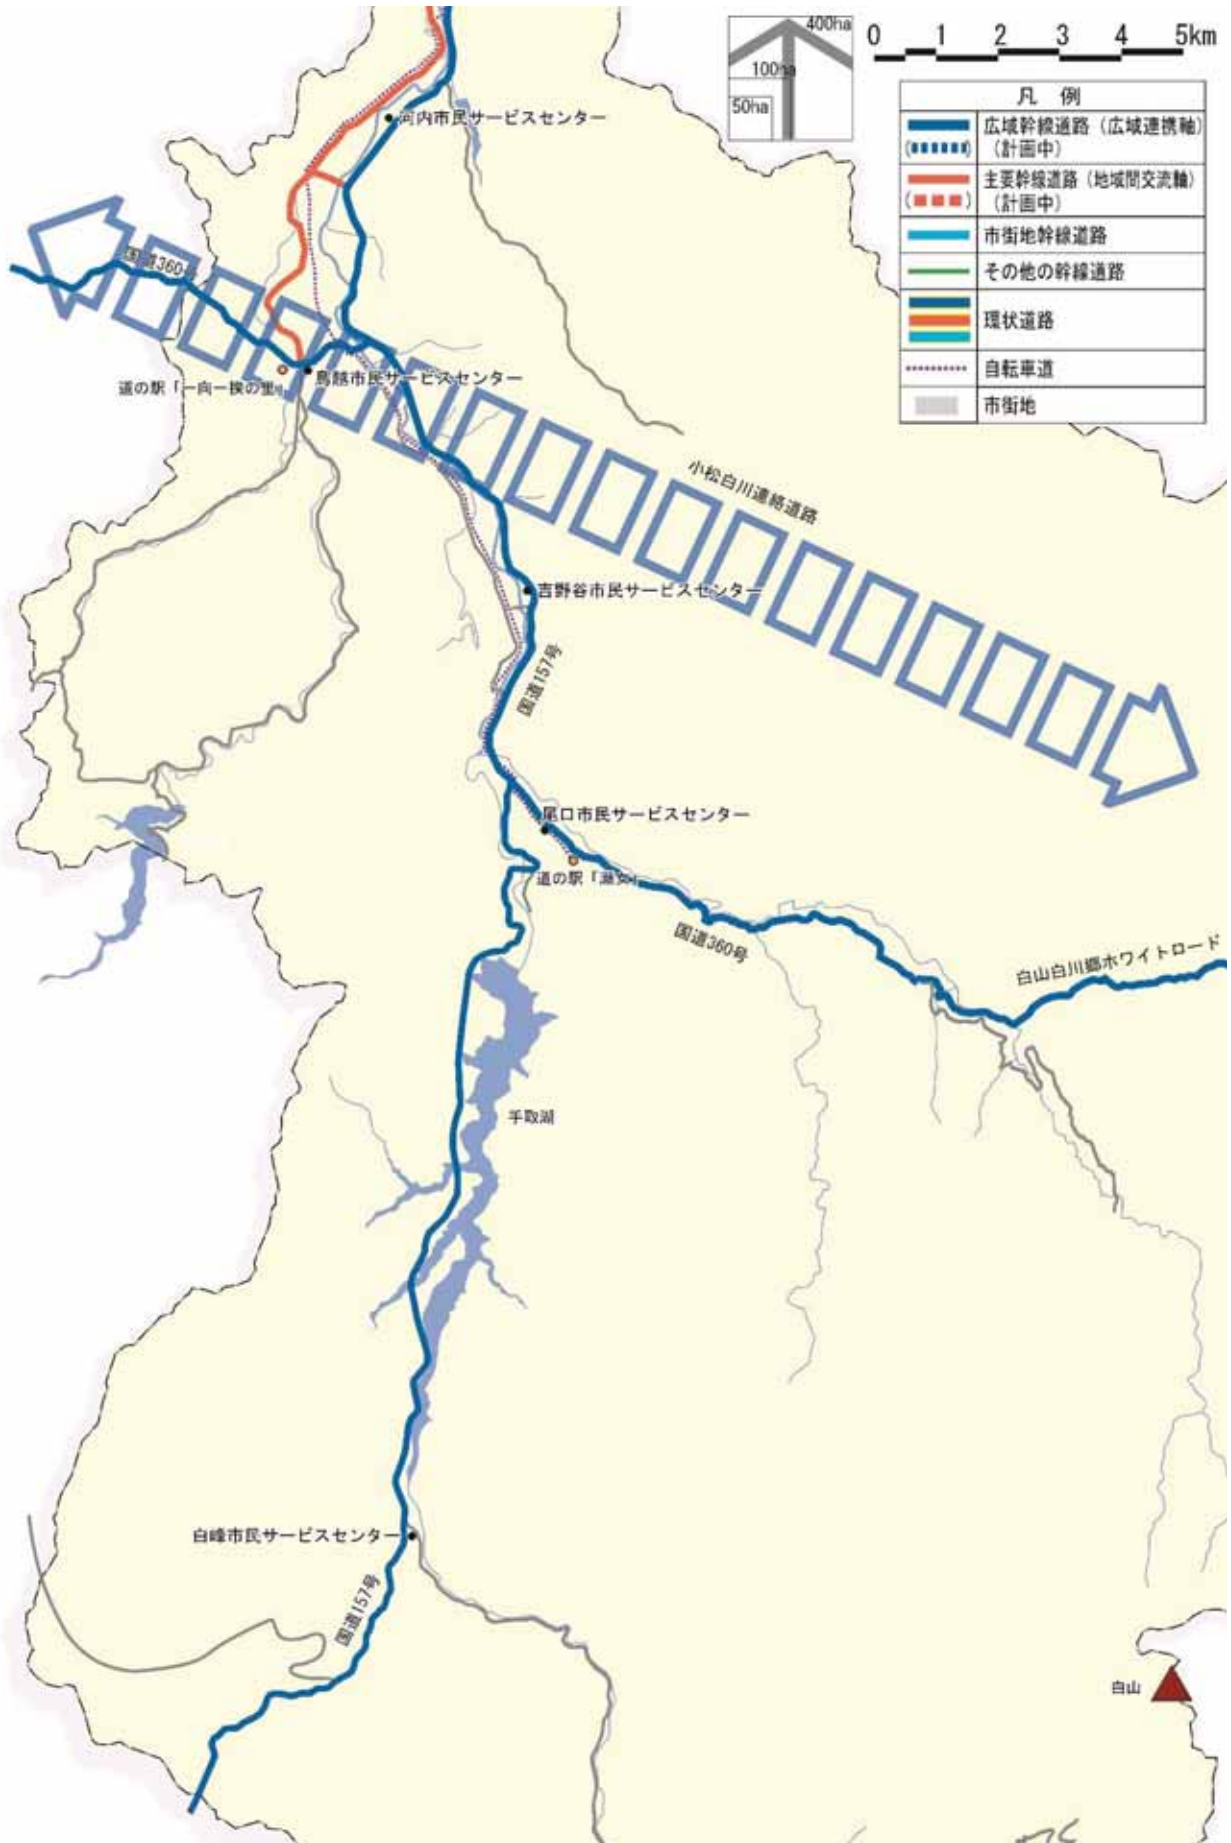 400ha
100ha
50ha
0 1 2 3 4 5km
凡 例
広域幹線道路（広域連携軸）
（計画中）
主要幹線道路（地域間交流軸）
（計画中）
市街地幹線道路
その他の幹線道路
環状道路
自転車道
市街地
河内市民サービスセンター
国道360号
鳥越市民サービスセンター
道の駅「一向一揆の里」
小松白川連絡道路
吉野谷市民サービスセンター
国道157号
尾口市民サービスセンター
道の駅「瀬女」
国道360号
白山白川郷ホワイトロード
手取湖
白峰市民サービスセンター
国道157号
白山